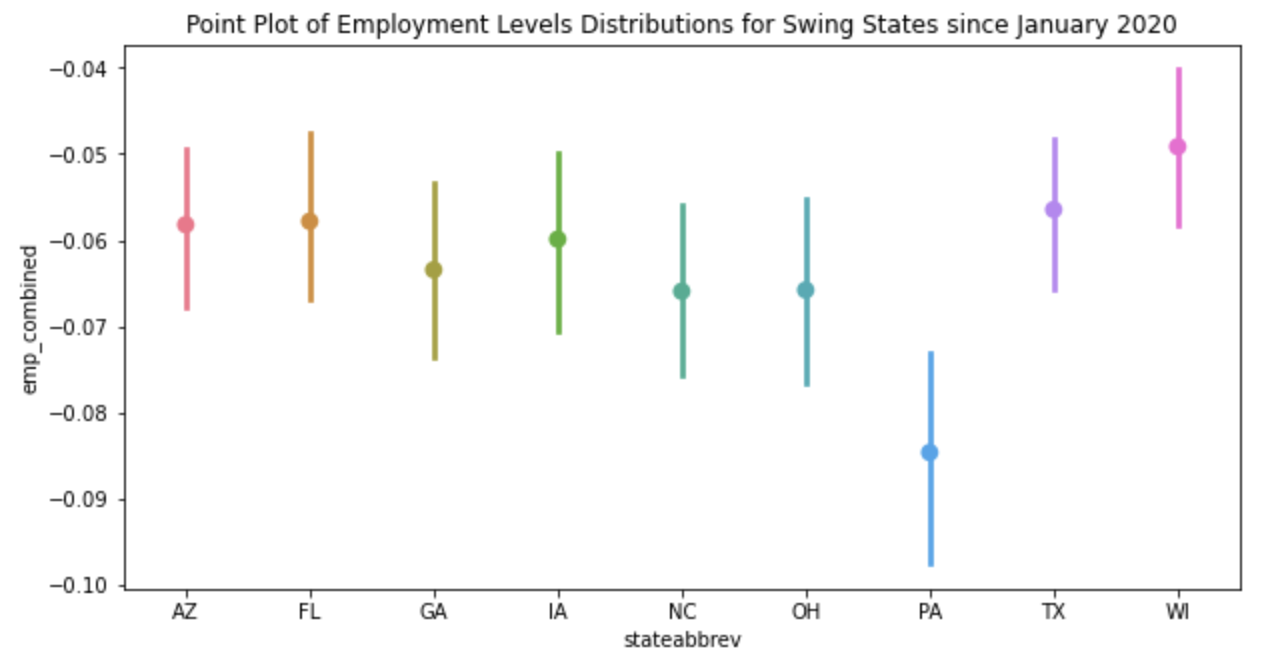 Point Plot of Employment Levels Distributions for Swing States since January 2020
−0.04
−0.05
−0.06
−0.07
−0.08
−0.09
−0.10
emp_combined
AZ FL GA IA NC OH PA TX WI
stateabbrev